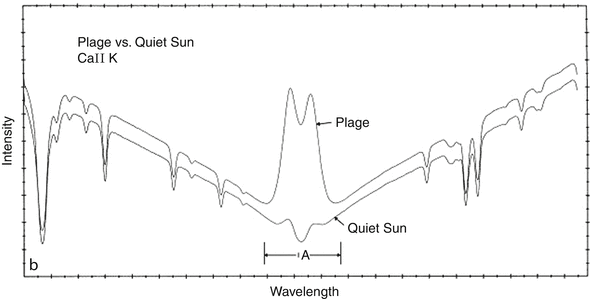 Plage vs. Quiet Sun
CaII K
Intensity
Plage
Quiet Sun
A
b
Wavelength